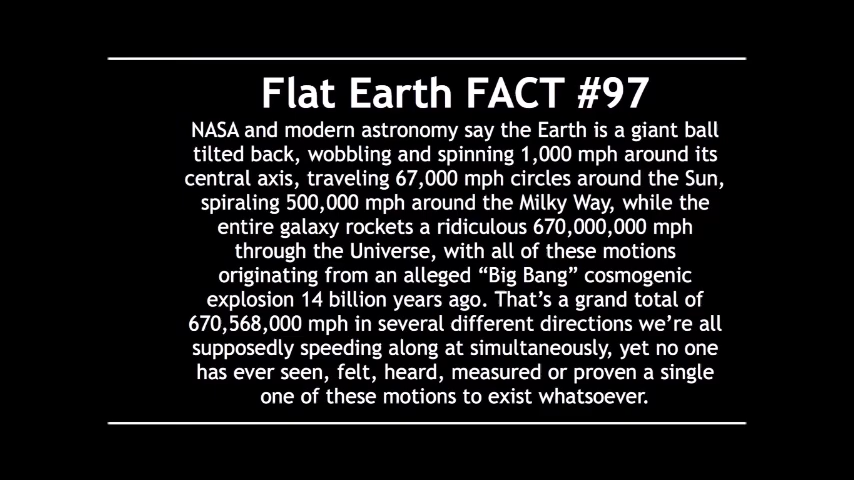 Flat Earth FACT #97
NASA and modern astronomy say the Earth is a giant ball
tilted back, wobbling and spinning 1,000 mph around its
central axis, traveling 67,000 mph circles around the Sun,
spiraling 500,000 mph around the Milky Way, while the
entire galaxy rockets a ridiculous 670,000,000 mph
through the Universe, with all of these motions
originating from an alleged “Big Bang” cosmogenic
explosion 14 billion years ago. That’s a grand total of
670,568,000 mph in several different directions we’re all
supposedly speeding along at simultaneously, yet no one
has ever seen, felt, heard, measured or proven a single
one of these motions to exist whatsoever.